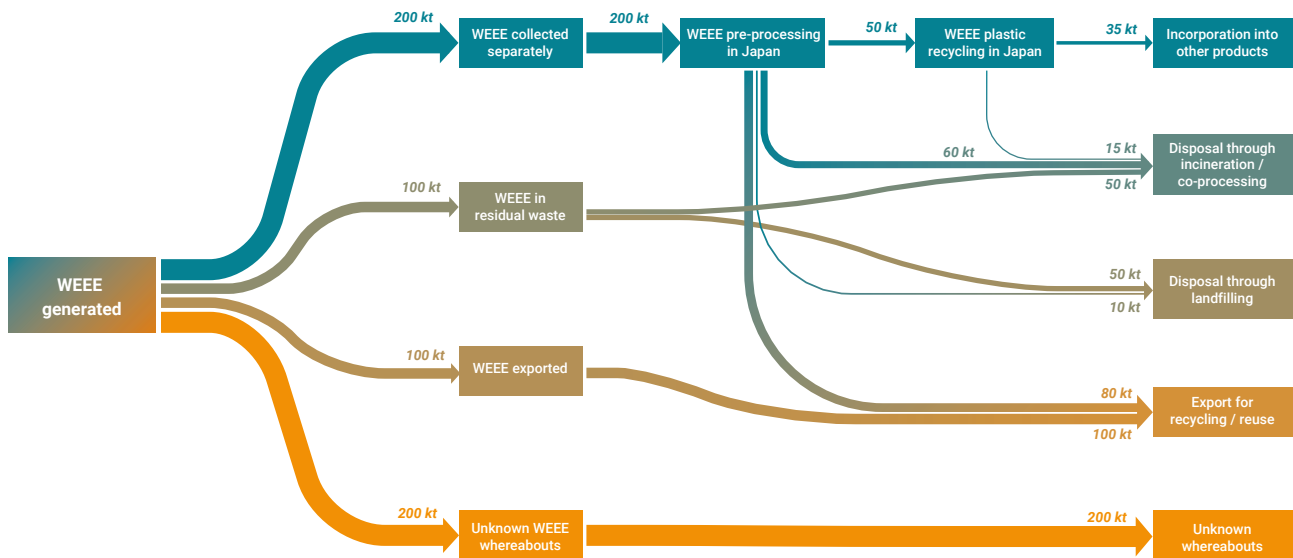 200 kt
WEEE collected
separately
200 kt
WEEE pre-processing
in Japan
50 kt
WEEE plastic
recycling in Japan
35 kt
Incorporation into
other products
60 kt
15 kt
50 kt
Disposal through
incineration /
co-processing
100 kt
WEEE in
residual waste
WEEE
generated
50 kt
10 kt
Disposal through
landfilling
100 kt
WEEE exported
80 kt
100 kt
Export for
recycling / reuse
200 kt
Unknown WEEE
whereabouts
200 kt
Unknown
whereabouts